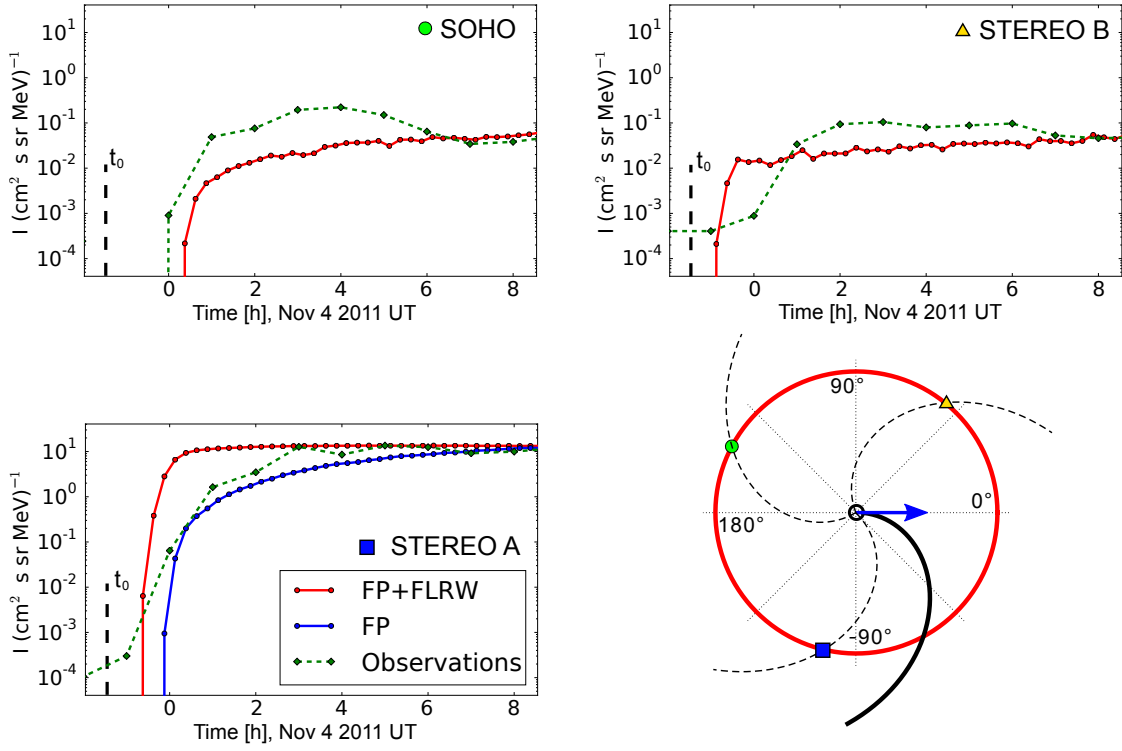 SOHO
I (cm² s sr MeV)⁻¹
10¹
10⁰
10⁻¹
10⁻²
10⁻³
10⁻⁴
t₀
0 2 4 6 8
Time [h], Nov 4 2011 UT
STEREO B
I (cm² s sr MeV)⁻¹
10¹
10⁰
10⁻¹
10⁻²
10⁻³
10⁻⁴
t₀
0 2 4 6 8
Time [h], Nov 4 2011 UT
STEREO A
I (cm² s sr MeV)⁻¹
10¹
10⁰
10⁻¹
10⁻²
10⁻³
10⁻⁴
t₀
FP+FLRW
FP
Observations
0 2 4 6 8
Time [h], Nov 4 2011 UT
90°
0°
180°
-90°